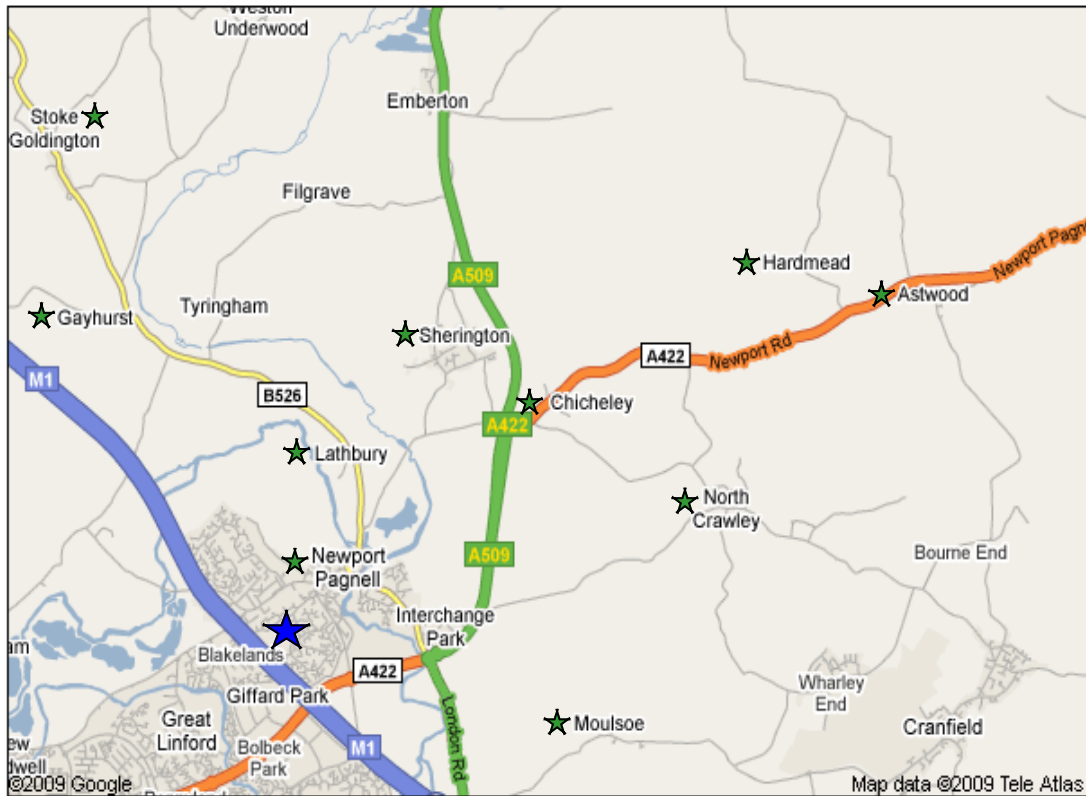 Weston
Underwood
Emberton
Stoke
Goldington
Filgrave
A509
Hardmead
Newport Pagn
Astwood
Tyringham
Gayhurst
Sherington
Newport Rd
A422
M1
B526
Chicheley
A422
Lathbury
North
Crawley
Newport
Pagnell
A509
Bourne End
Interchange
Park
Blakelands
A422
Giffard Park
Wharley
End
London Rd
Great
Linford
Moulsoe
Cranfield
M1
Bolbeck
Park
©2009 Google
Map data ©2009 Tele Atlas